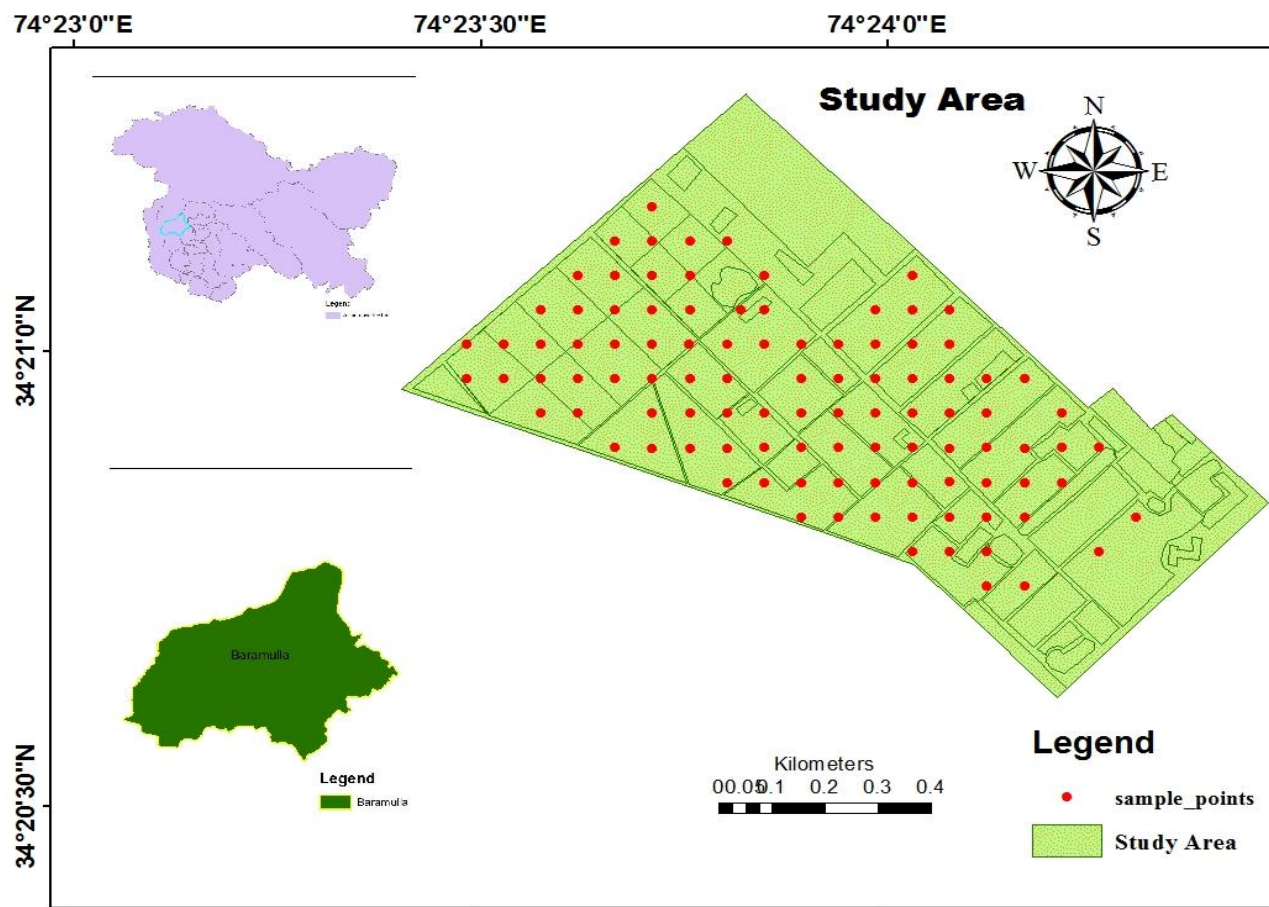 74°23'0"E 74°23'30"E 74°24'0"E
Study Area
N
W E
S
Legend
34°21'0"N
Baramulla
Legend
Baramulla
34°20'30"N
Kilometers
00.050.1 0.2 0.3 0.4
Legend
sample_points
Study Area